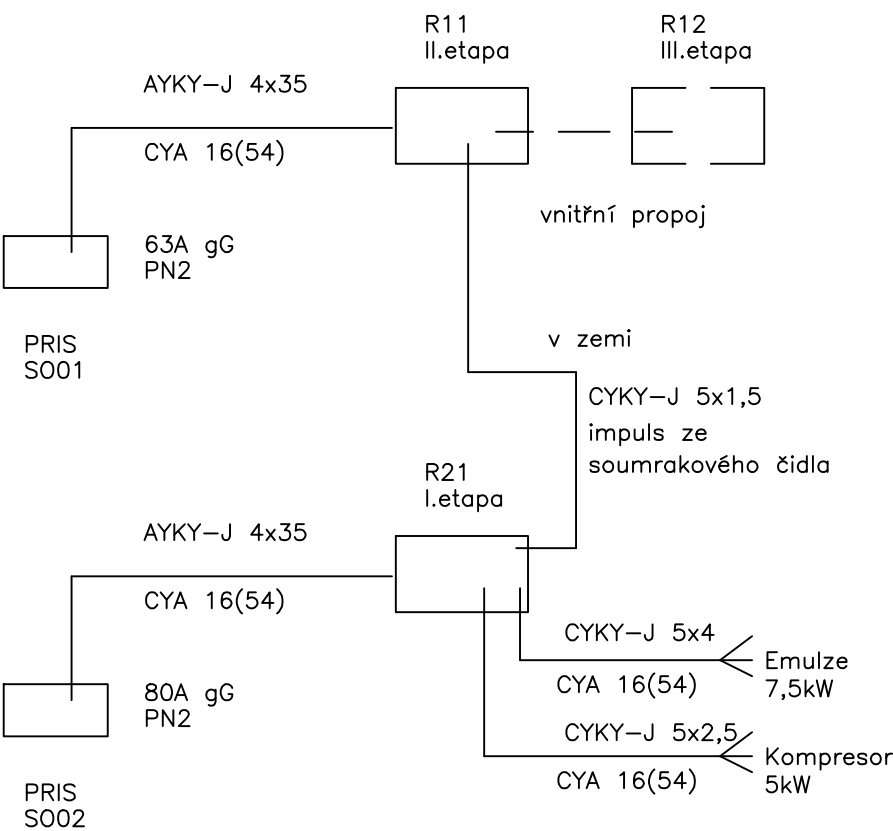 R11
II.etapa
R12
III.etapa
AYKY-J 4x35
CYA 16(54)
vnitřní propoj
63A gG
PN2
PRIS
SO01
v zemi
CYKY-J 5x1,5
impuls ze
soumrakového čidla
R21
I.etapa
AYKY-J 4x35
CYA 16(54)
CYKY-J 5x4
CYA 16(54)
Emulze
7,5kW
80A gG
PN2
CYKY-J 5x2,5
CYA 16(54)
Kompresor
5kW
PRIS
SO02